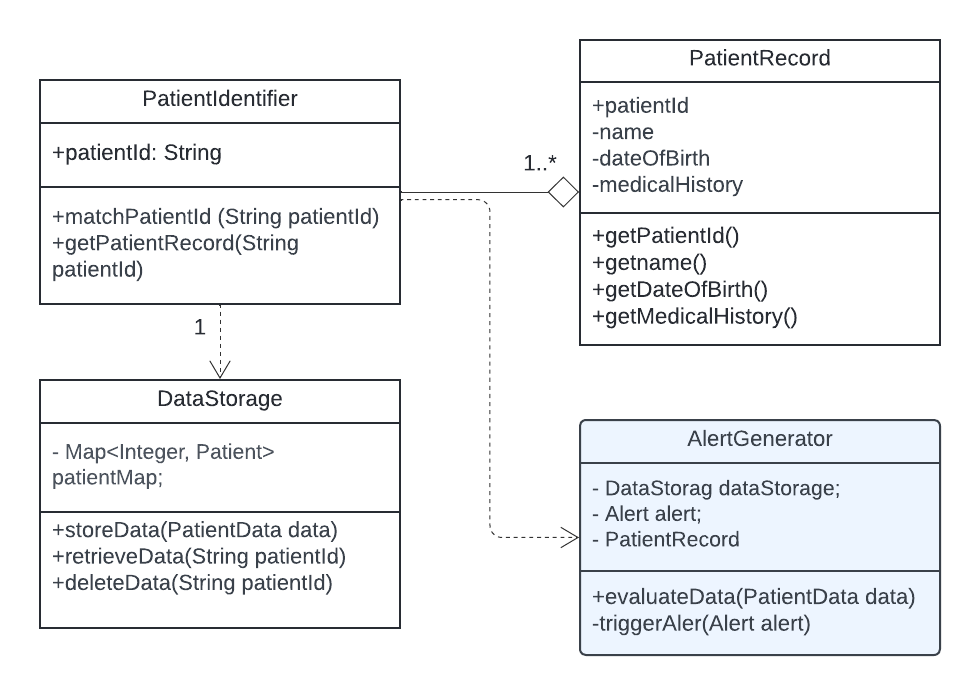 PatientIdentifier
+patientId: String
+matchPatientId (String patientId)
+getPatientRecord(String
patientId)
1..*
PatientRecord
+patientId
-name
-dateOfBirth
-medicalHistory
+getPatientId()
+getname()
+getDateOfBirth()
+getMedicalHistory()
1
DataStorage
- Map<Integer, Patient>
patientMap;
+storeData(PatientData data)
+retrieveData(String patientId)
+deleteData(String patientId)
AlertGenerator
- DataStorag dataStorage;
- Alert alert;
- PatientRecord
+evaluateData(PatientData data)
-triggerAler(Alert alert)